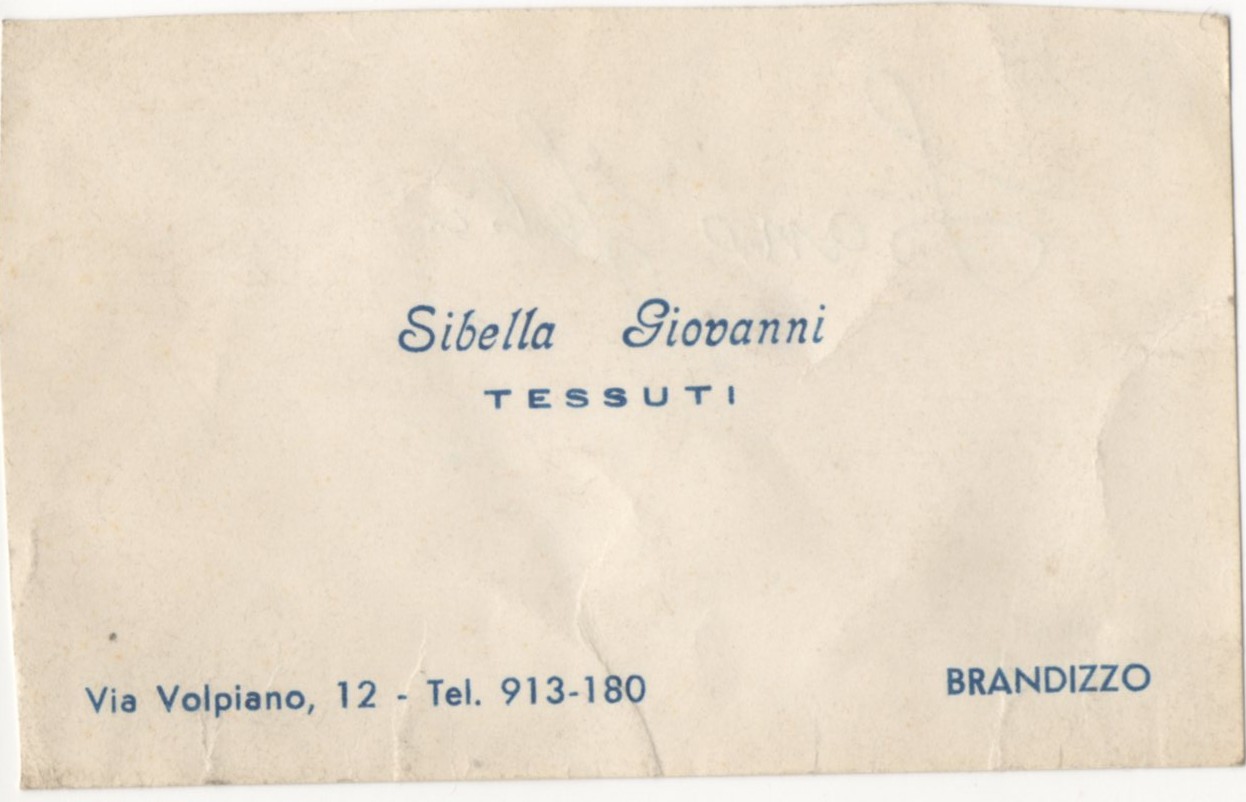 Sibella Giovanni
TESSUTI
Via Volpiano, 12 - Tel. 913-180
BRANDIZZO